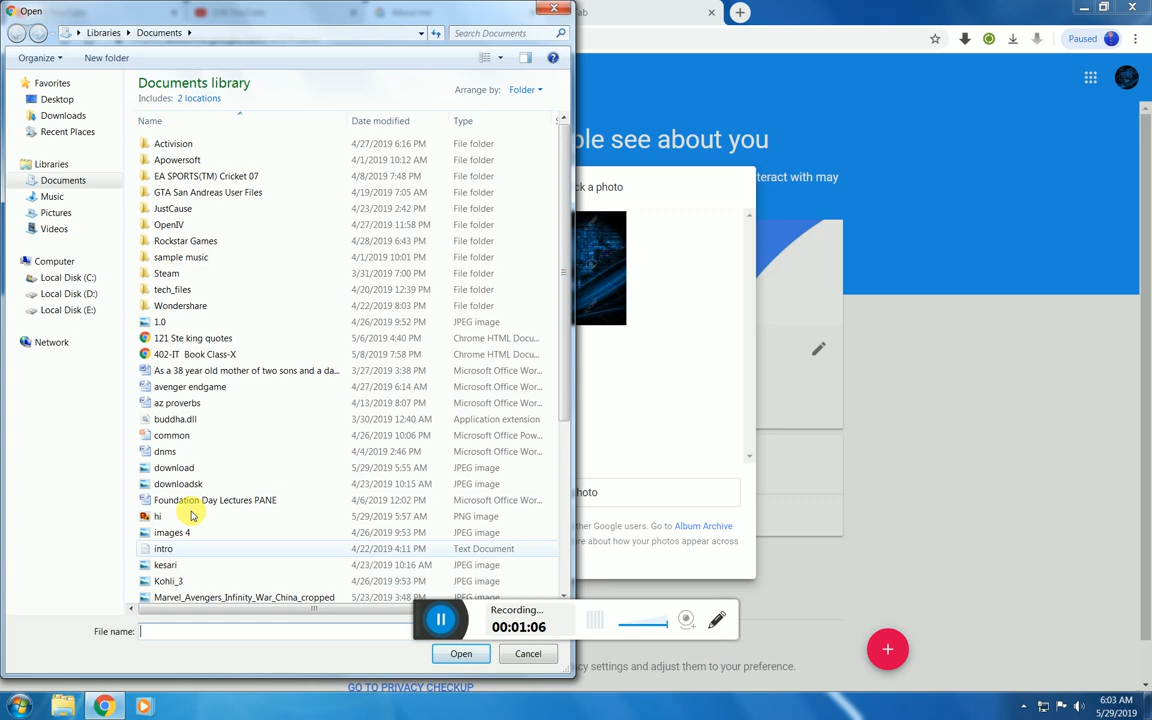 Open
About me
ab
Libraries
Documents
Search Documents
Paused
Organize
New folder
Favorites
Desktop
Downloads
Recent Places
Libraries
Documents
Music
Pictures
Videos
Computer
Local Disk (C:)
Local Disk (D:)
Local Disk (E:)
Network
Documents library
Includes: 2 locations
Arrange by: Folder
Name Date modified Type S
Activision 4/27/2019 6:16 PM File folder
Apowersoft 4/1/2019 10:12 AM File folder
EA SPORTS(TM) Cricket 07 4/8/2019 7:48 PM File folder
GTA San Andreas User Files 4/19/2019 7:05 AM File folder
JustCause 4/23/2019 2:42 PM File folder
OpenIV 4/27/2019 11:58 PM File folder
Rockstar Games 4/28/2019 6:43 PM File folder
sample music 4/1/2019 10:01 PM File folder
Steam 3/31/2019 7:00 PM File folder
tech_files 4/20/2019 12:39 PM File folder
Wondershare 4/22/2019 8:03 PM File folder
1.0 4/26/2019 9:52 PM JPEG image
121 Ste king quotes 5/6/2019 4:40 PM Chrome HTML Docu...
402-IT Book Class-X 5/8/2019 7:58 PM Chrome HTML Docu...
As a 38 year old mother of two sons and a da... 3/27/2019 3:38 PM Microsoft Office Wor...
avenger endgame 4/27/2019 6:14 AM Microsoft Office Wor...
az proverbs 4/13/2019 8:07 PM Microsoft Office Wor...
buddha.dll 3/30/2019 12:40 AM Application extension
common 4/26/2019 10:06 PM Microsoft Office Pow...
dnms 4/4/2019 2:46 PM Microsoft Office Wor...
download 5/29/2019 5:55 AM JPEG image
downloadsk 4/23/2019 10:15 AM JPEG image
Foundation Day Lectures PANE 4/6/2019 12:02 PM Microsoft Office Wor...
hi 5/29/2019 5:57 AM PNG image
images 4 4/26/2019 9:53 PM JPEG image
intro 4/22/2019 4:11 PM Text Document
kesari 4/23/2019 10:16 AM JPEG image
Kohli_3 4/26/2019 9:53 PM JPEG image
Marvel_Avengers_Infinity_War_China_cropped 5/23/2019 3:48 PM JPEG image
File name:
Open Cancel
ple see about you
teract with may
ck a photo
hoto
ther Google users. Go to Album Archive
re about how your photos appear across
Recording...
00:01:06
cy settings and adjust them to your preference.
GO TO PRIVACY CHECKUP
6:03 AM
5/29/2019